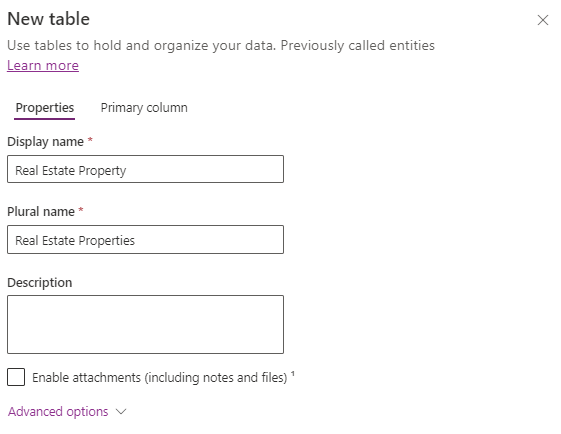 New table
Use tables to hold and organize your data. Previously called entities
Learn more
Properties Primary column
Display name *
Real Estate Property
Plural name *
Real Estate Properties
Description
Enable attachments (including notes and files) ¹
Advanced options